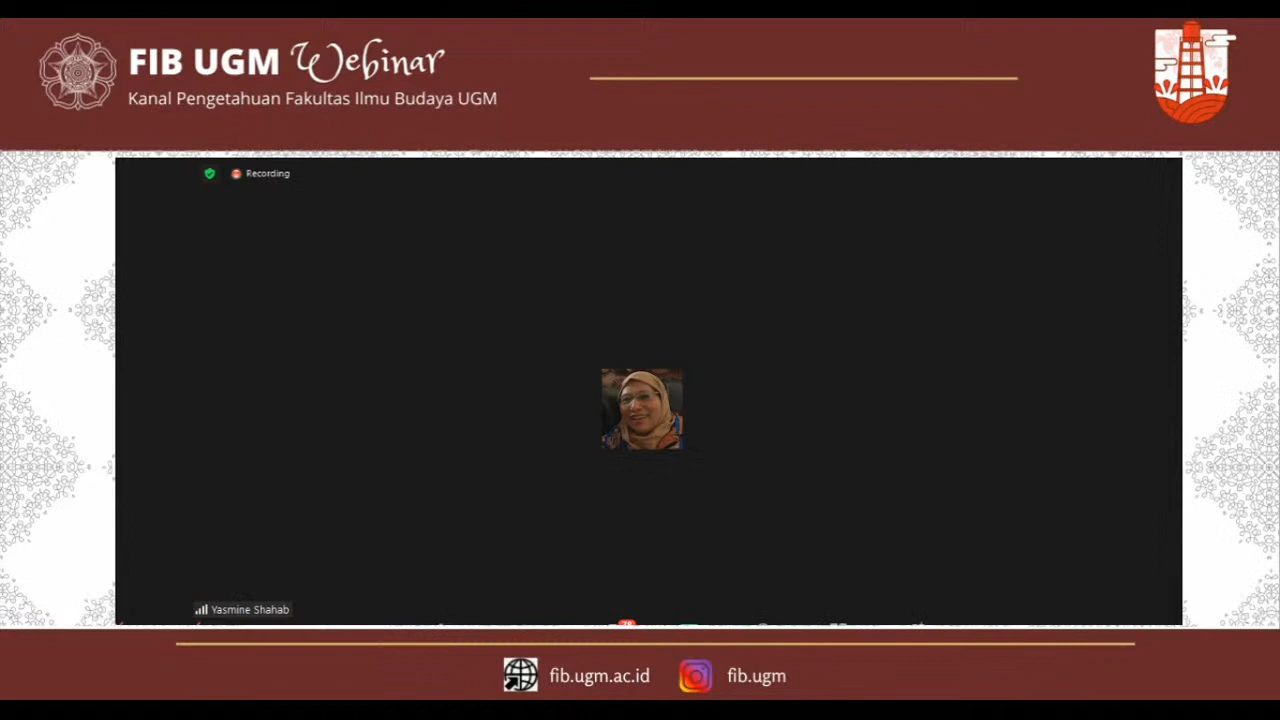 FIB UGM Webinar
Kanal Pengetahuan Fakultas Ilmu Budaya UGM
Recording
Yasmine Shahab
fib.ugm.ac.id
fib.ugm